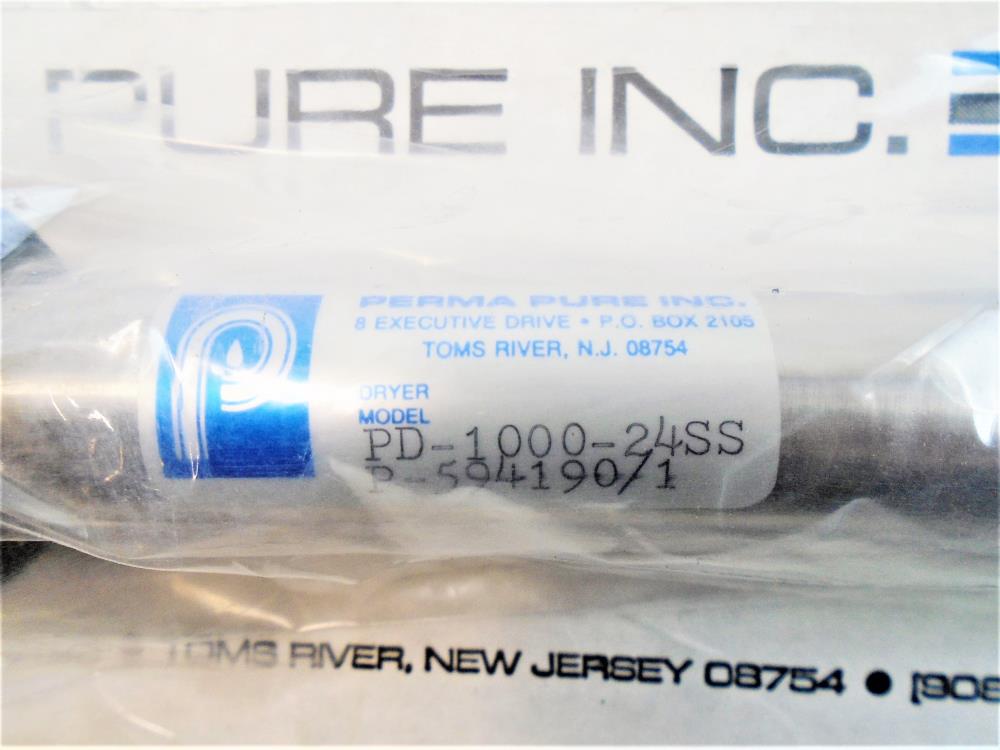 PURE INC.
PERMA PURE INC.
8 EXECUTIVE DRIVE • P.O. BOX 2105
TOMS RIVER, N.J. 08754
DRYER
MODEL
PD-1000-24SS
P-594190/1
TOMS RIVER, NEW JERSEY 08754 • [908